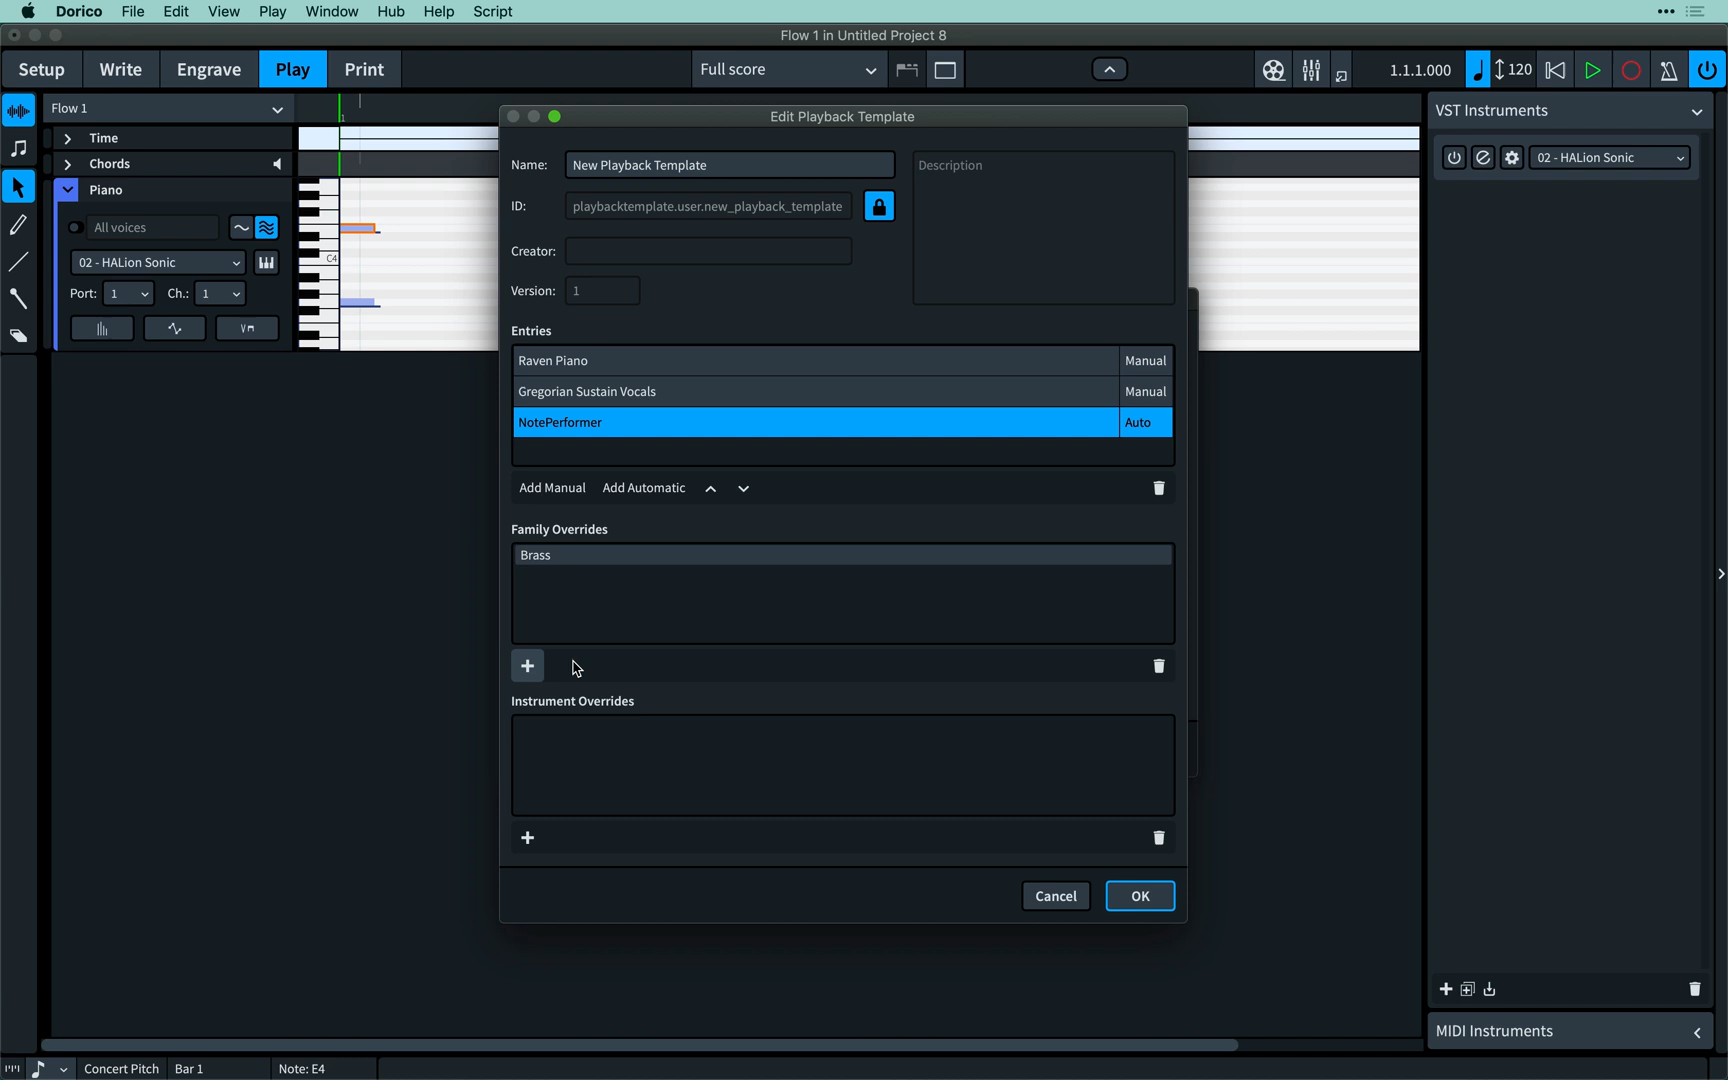 Dorico File Edit View Play Window Hub Help Script
Flow 1 in Untitled Project 8
Setup Write Engrave Play Print Full score 1.1.1.000 120
Flow 1
Time
Chords
Piano
All voices
02 - HALion Sonic
Port: 1 Ch.: 1
C4
1
Edit Playback Template
Name: New Playback Template
ID: playbacktemplate.user.new_playback_template
Creator:
Version: 1
Description
Entries
Raven Piano Manual
Gregorian Sustain Vocals Manual
NotePerformer Auto
Add Manual Add Automatic
Family Overrides
Brass
Instrument Overrides
Cancel OK
VST Instruments
02 - HALion Sonic
MIDI Instruments
Concert Pitch Bar 1 Note: E4